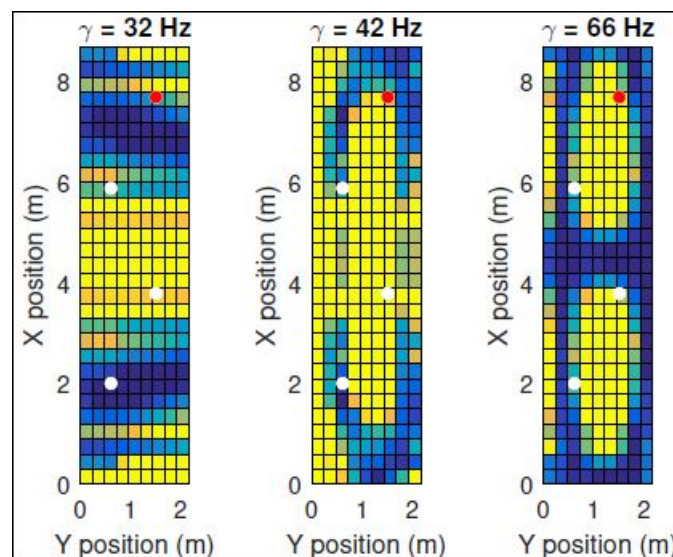 γ = 32 Hz
γ = 42 Hz
γ = 66 Hz
8
6
4
2
0
X position (m)
0 1 2
Y position (m)
8
6
4
2
0
X position (m)
0 1 2
Y position (m)
8
6
4
2
0
X position (m)
0 1 2
Y position (m)